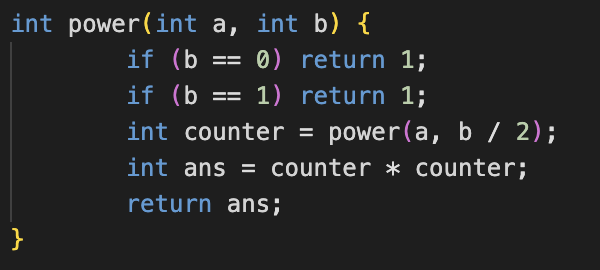 int power(int a, int b) {
if (b == 0) return 1;
if (b == 1) return 1;
int counter = power(a, b / 2);
int ans = counter * counter;
return ans;
}